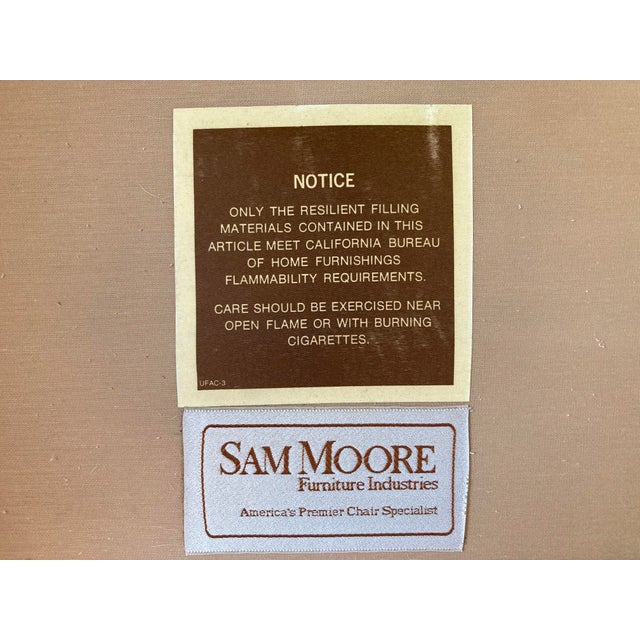 NOTICE
ONLY THE RESILIENT FILLING
MATERIALS CONTAINED IN THIS
ARTICLE MEET CALIFORNIA BUREAU
OF HOME FURNISHINGS
FLAMMABILITY REQUIREMENTS.
CARE SHOULD BE EXERCISED NEAR
OPEN FLAME OR WITH BURNING
CIGARETTES.
UFAC-3
SAM MOORE
Furniture Industries
America's Premier Chair Specialist